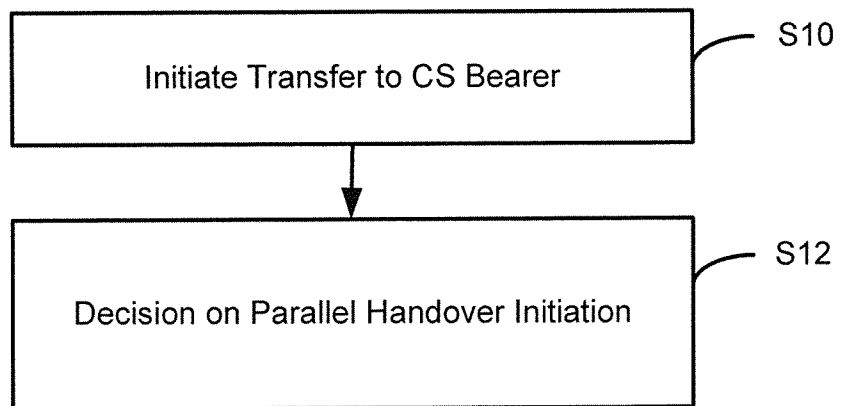 S10
Initiate Transfer to CS Bearer
S12
Decision on Parallel Handover Initiation